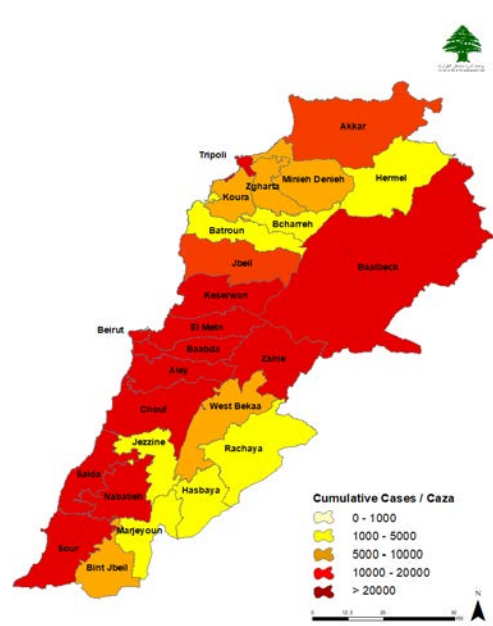 Akkar
Tripoli
Hermel
Minieh Denieh
Zgharta
Koura
Bcharreh
Batroun
Jbeil
Baalbeck
Keserwan
Beirut
El Metn
Baabda
Zahle
Aley
Chouf
West Bekaa
Jezzine
Rachaya
Saida
Hasbaya
Nabatieh
Marjeyoun
Sour
Bint Jbeil
Cumulative Cases / Caza
0 - 1000
1000 - 5000
5000 - 10000
10000 - 20000
> 20000
N